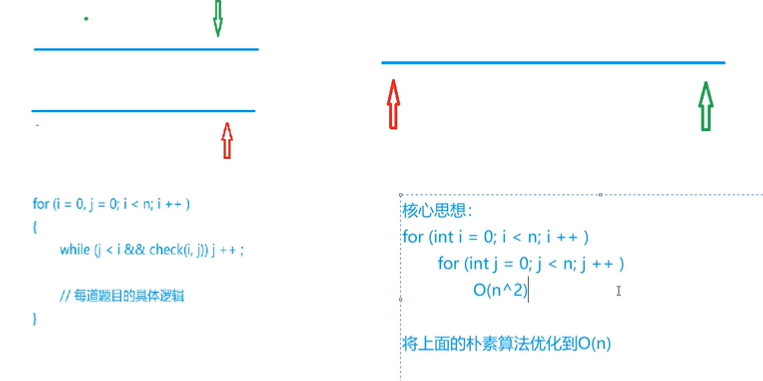 for (i = 0, j = 0; i < n; i ++ )
{
while (j < i && check(i, j)) j ++ ;
// 每道题目的具体逻辑
}
核心思想：
for (int i = 0; i < n; i ++ )
for (int j = 0; j < n; j ++ )
O(n^2)
将上面的朴素算法优化到O(n)